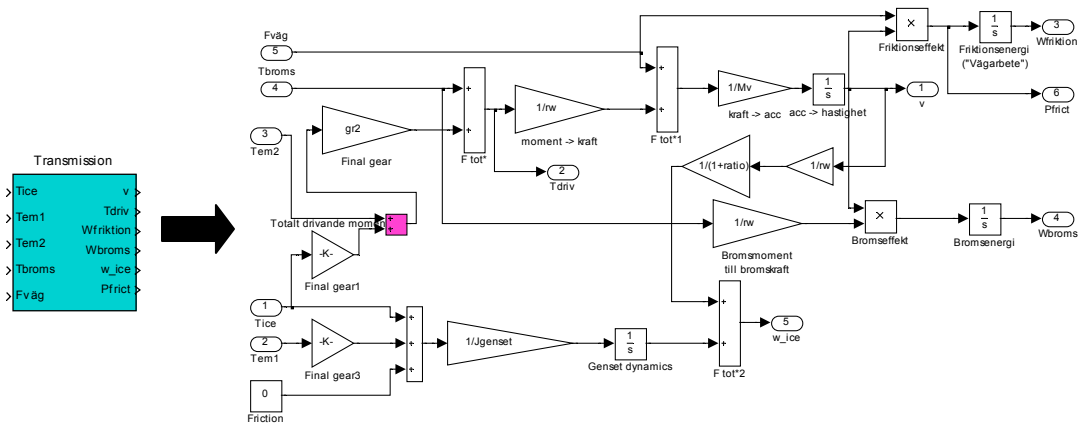 Transmission
Tice
Tem1
Tem2
Tbroms
Fväg
v
Tdriv
Wfriktion
Wbroms
w_ice
Pfrict
Fväg
5
Tbroms
4
3
Tem2
gr2
Final gear
+
+
F tot*
1/rw
moment -> kraft
2
Tdriv
+
+
F tot*1
1/Mv
kraft -> acc
1
s
acc -> hastighet
1
v
×
Friktionseffekt
1
s
Friktionsenergi
("Vägarbete")
3
Wfriktion
6
Pfrict
1/(1+ratio)
1/rw
Totalt drivande momen
+
+
-K-
Final gear1
1/rw
Bromsmoment
till bromskraft
×
Bromseffekt
1
s
Bromsenergi
4
Wbroms
1
Tice
2
Tem1
-K-
Final gear3
0
Friction
+
+
+
1/Jgenset
1
s
Genset dynamics
+
+
F tot*2
5
w_ice